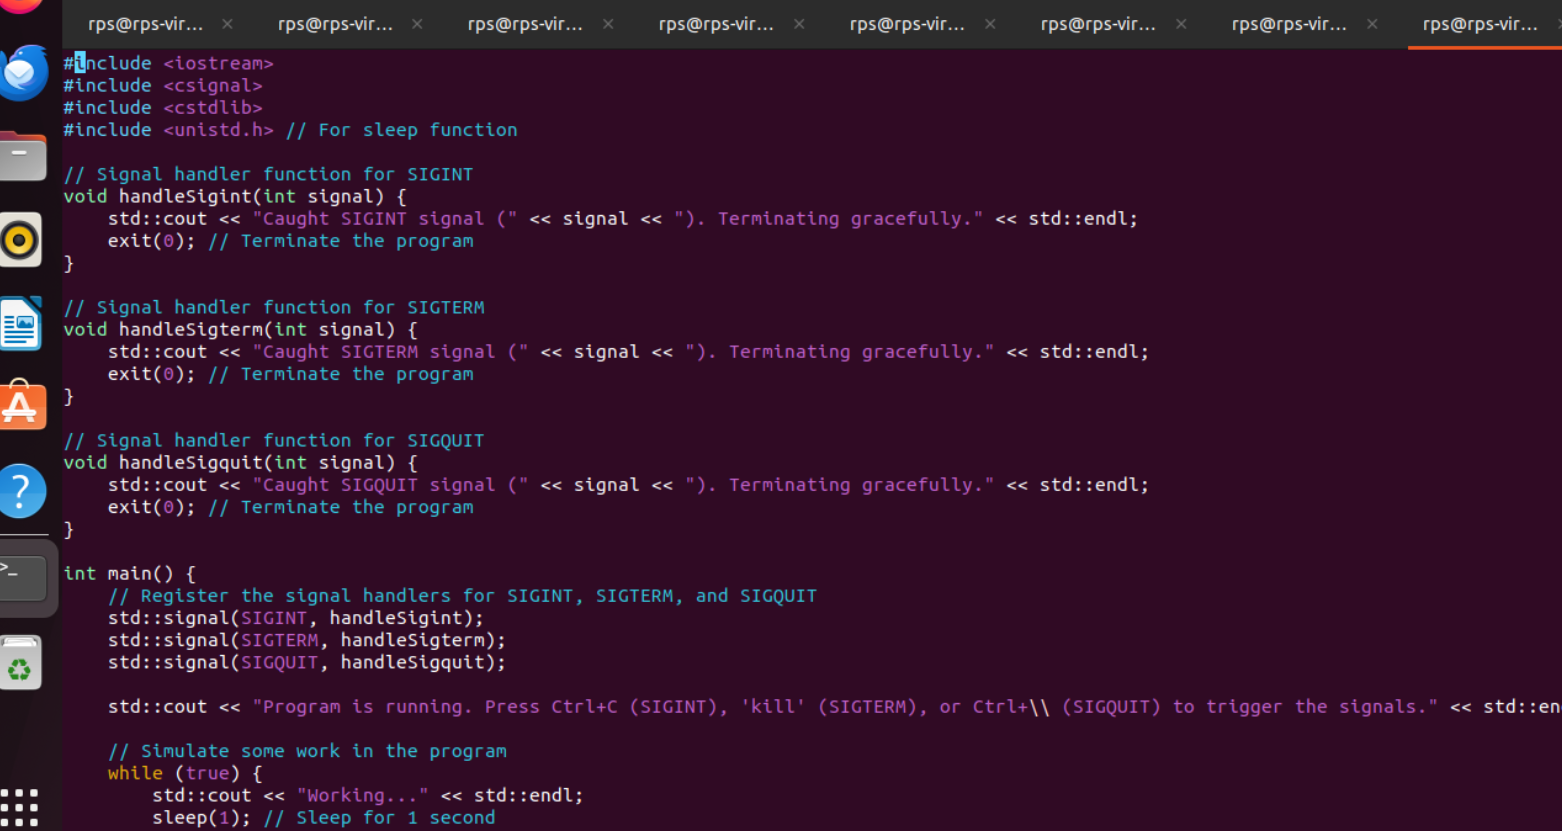 rps@rps-vir... × rps@rps-vir... × rps@rps-vir... × rps@rps-vir... × rps@rps-vir... × rps@rps-vir... × rps@rps-vir... × rps@rps-vir...
#include <iostream>
#include <csignal>
#include <cstdlib>
#include <unistd.h> // For sleep function
// Signal handler function for SIGINT
void handleSigint(int signal) {
    std::cout << "Caught SIGINT signal (" << signal << "). Terminating gracefully." << std::endl;
    exit(0); // Terminate the program
}
// Signal handler function for SIGTERM
void handleSigterm(int signal) {
    std::cout << "Caught SIGTERM signal (" << signal << "). Terminating gracefully." << std::endl;
    exit(0); // Terminate the program
}
// Signal handler function for SIGQUIT
void handleSigquit(int signal) {
    std::cout << "Caught SIGQUIT signal (" << signal << "). Terminating gracefully." << std::endl;
    exit(0); // Terminate the program
}
int main() {
    // Register the signal handlers for SIGINT, SIGTERM, and SIGQUIT
    std::signal(SIGINT, handleSigint);
    std::signal(SIGTERM, handleSigterm);
    std::signal(SIGQUIT, handleSigquit);
    std::cout << "Program is running. Press Ctrl+C (SIGINT), 'kill' (SIGTERM), or Ctrl+\\ (SIGQUIT) to trigger the signals." << std::en
    // Simulate some work in the program
    while (true) {
        std::cout << "Working..." << std::endl;
        sleep(1); // Sleep for 1 second